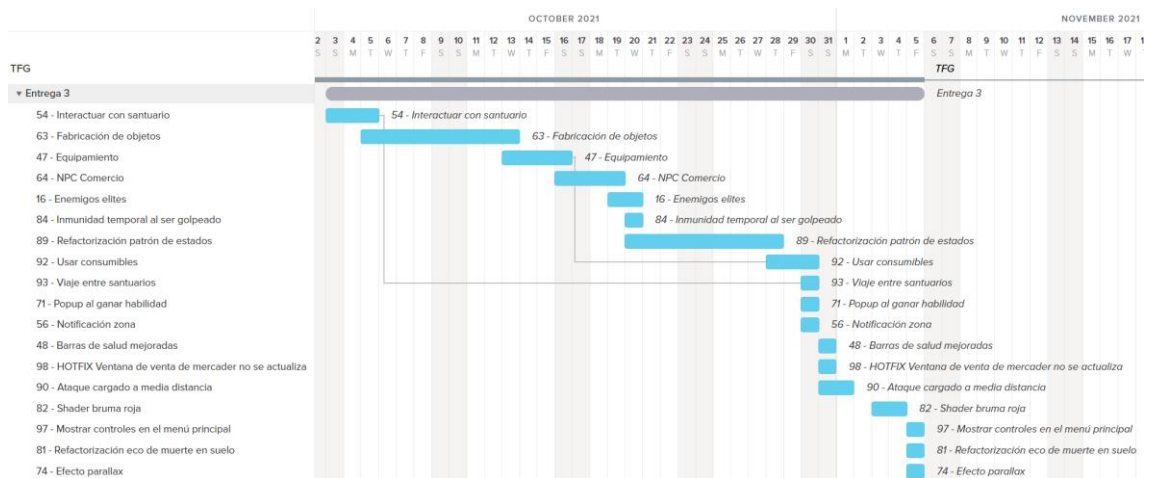 OCTOBER 2021 NOVEMBER 2021
2 3 4 5 6 7 8 9 10 11 12 13 14 15 16 17 18 19 20 21 22 23 24 25 26 27 28 29 30 31 1 2 3 4 5 6 7 8 9 10 11 12 13 14 15 16 17 1
S S M T W T F S S M T W T F S S M T W T F S S M T W T F S S M T W T F S S M T W T F S S M T W
TFG TFG
Entrega 3 Entrega 3
54 - Interactuar con santuario 54 - Interactuar con santuario
63 - Fabricación de objetos 63 - Fabricación de objetos
47 - Equipamiento 47 - Equipamiento
64 - NPC Comercio 64 - NPC Comercio
16 - Enemigos elites 16 - Enemigos elites
84 - Inmunidad temporal al ser golpeado 84 - Inmunidad temporal al ser golpeado
89 - Refactorización patrón de estados 89 - Refactorización patrón de estados
92 - Usar consumibles 92 - Usar consumibles
93 - Viaje entre santuarios 93 - Viaje entre santuarios
71 - Popup al ganar habilidad 71 - Popup al ganar habilidad
56 - Notificación zona 56 - Notificación zona
48 - Barras de salud mejoradas 48 - Barras de salud mejoradas
98 - HOTFIX Ventana de venta de mercader no se actualiza 98 - HOTFIX Ventana de venta de mercader no se actualiza
90 - Ataque cargado a media distancia 90 - Ataque cargado a media distancia
82 - Shader bruma roja 82 - Shader bruma roja
97 - Mostrar controles en el menú principal 97 - Mostrar controles en el menú principal
81 - Refactorización eco de muerte en suelo 81 - Refactorización eco de muerte en suelo
74 - Efecto parallax 74 - Efecto parallax